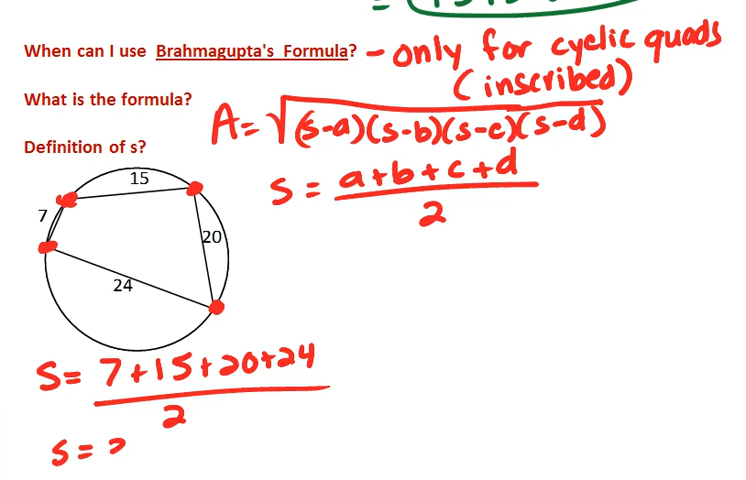 When can I use Brahmagupta's Formula? - only for cyclic quads
(inscribed)
What is the formula?
A=√(s-a)(s-b)(s-c)(s-d)
Definition of s?
s = a+b+c+d
2
15
7
20
24
S= 7+15+20+24
2
s =